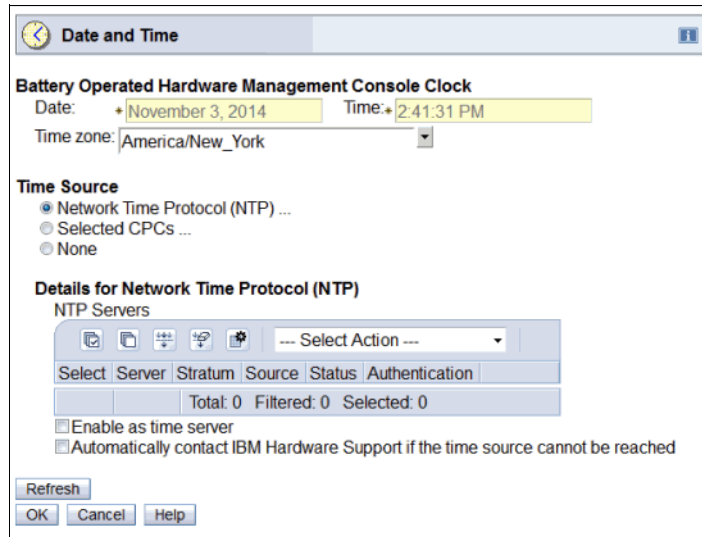 Date and Time
Battery Operated Hardware Management Console Clock
Date: November 3, 2014 Time: 2:41:31 PM
Time zone: America/New_York
Time Source
Network Time Protocol (NTP) ...
Selected CPCs ...
None
Details for Network Time Protocol (NTP)
NTP Servers
--- Select Action ---
Select Server Stratum Source Status Authentication
Total: 0 Filtered: 0 Selected: 0
Enable as time server
Automatically contact IBM Hardware Support if the time source cannot be reached
Refresh
OK Cancel Help